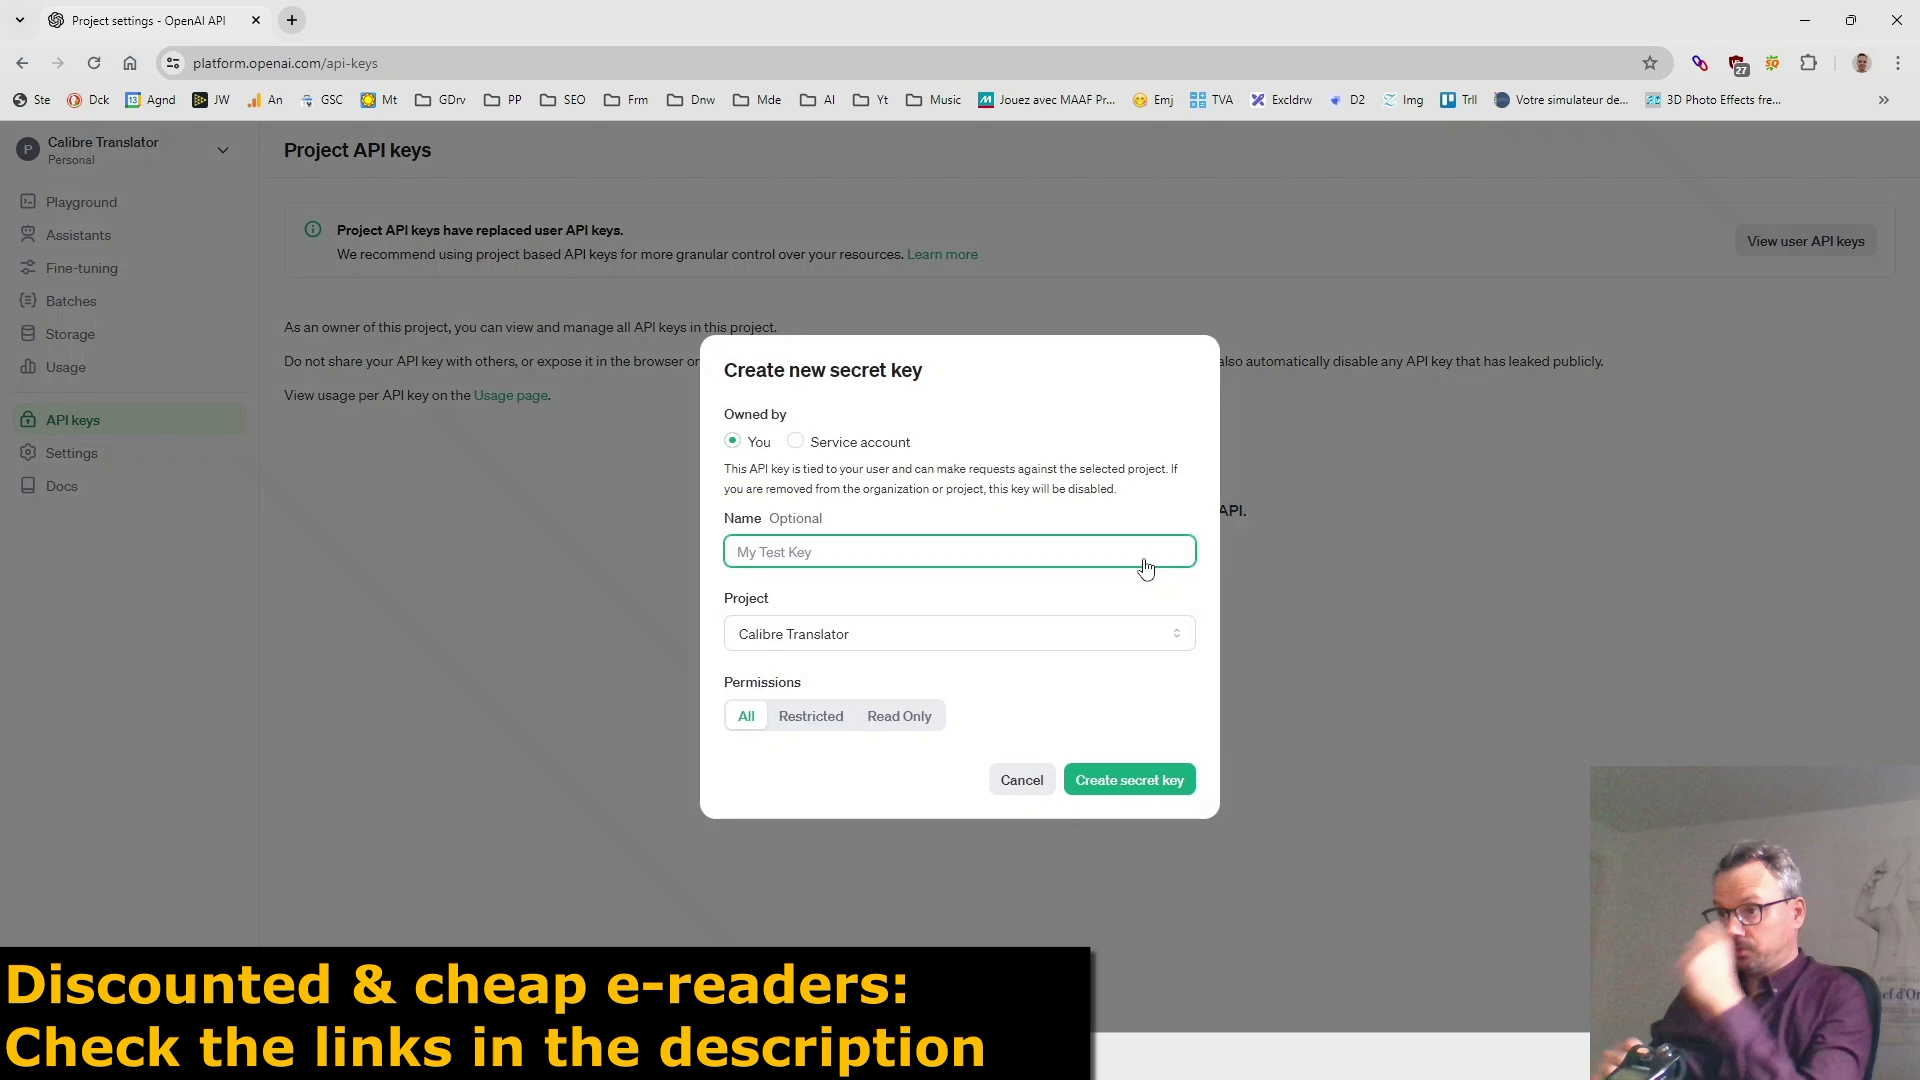 Project settings - OpenAI API
platform.openai.com/api-keys
27
SQ
Ste
Dck
13 Agnd
JW
An
GSC
Mt
GDrv
PP
SEO
Frm
Dnw
Mde
AI
Yt
Music
Jouez avec MAAF Pr...
Emj
TVA
Excldrw
D2
Img
Trll
Votre simulateur de...
3D Photo Effects fre...
P
Calibre Translator
Personal
Playground
Assistants
Fine-tuning
Batches
Storage
Usage
API keys
Settings
Docs
Project API keys
Project API keys have replaced user API keys.
We recommend using project based API keys for more granular control over your resources. Learn more
View user API keys
As an owner of this project, you can view and manage all API keys in this project.
Do not share your API key with others, or expose it in the browser or
also automatically disable any API key that has leaked publicly.
View usage per API key on the Usage page.
API.
Create new secret key
Owned by
You
Service account
This API key is tied to your user and can make requests against the selected project. If
you are removed from the organization or project, this key will be disabled.
Name Optional
My Test Key
Project
Calibre Translator
Permissions
All
Restricted
Read Only
Cancel
Create secret key
Discounted & cheap e-readers:
Check the links in the description